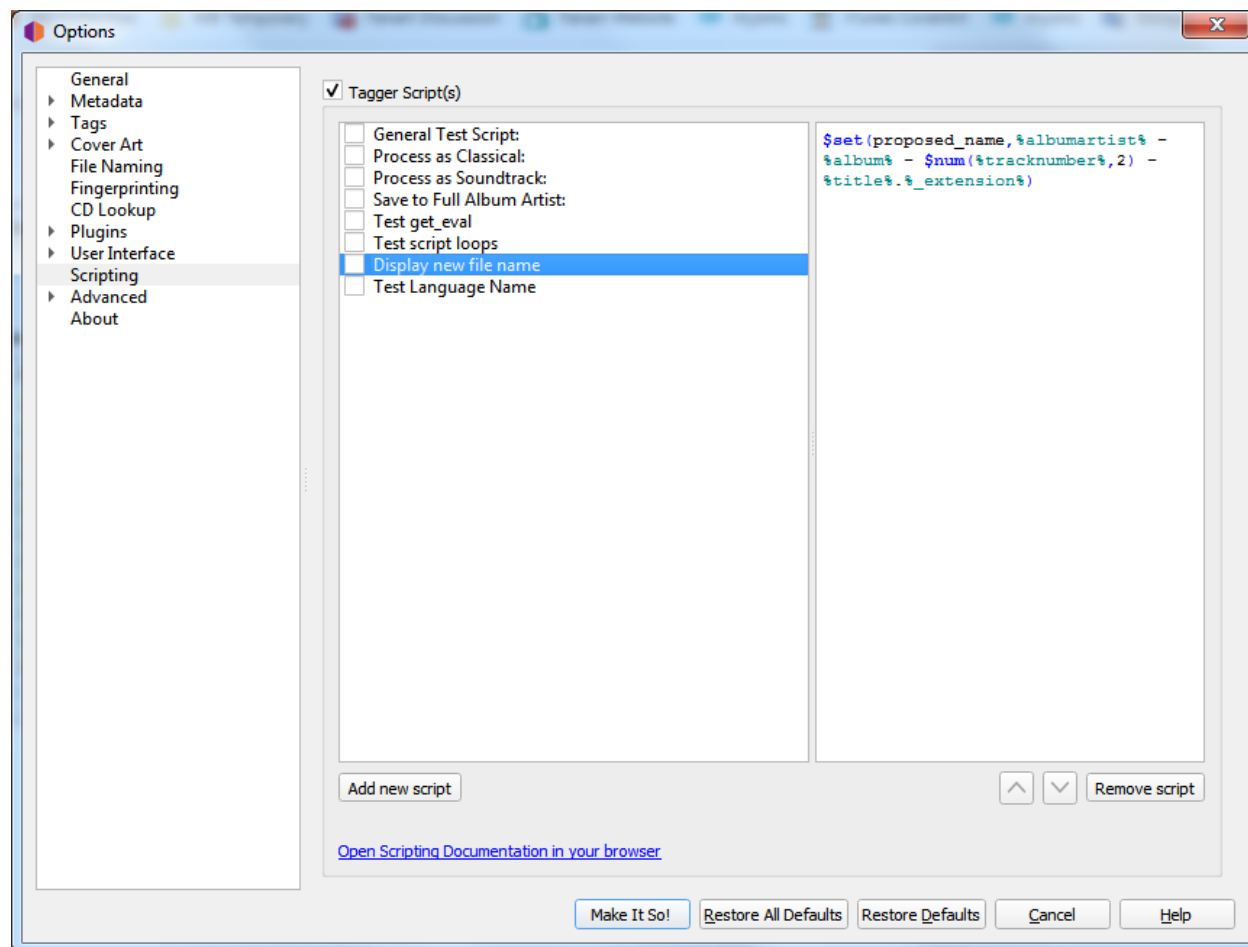 Options
General
Metadata
Tags
Cover Art
File Naming
Fingerprinting
CD Lookup
Plugins
User Interface
Scripting
Advanced
About
Tagger Script(s)
General Test Script:
Process as Classical:
Process as Soundtrack:
Save to Full Album Artist:
Test get_eval
Test script loops
Display new file name
Test Language Name
$set(proposed_name,%albumartist% -
%album% - $num(%tracknumber%,2) -
%title%.%_extension%)
Add new script
Remove script
Open Scripting Documentation in your browser
Make It So!
Restore All Defaults
Restore Defaults
Cancel
Help